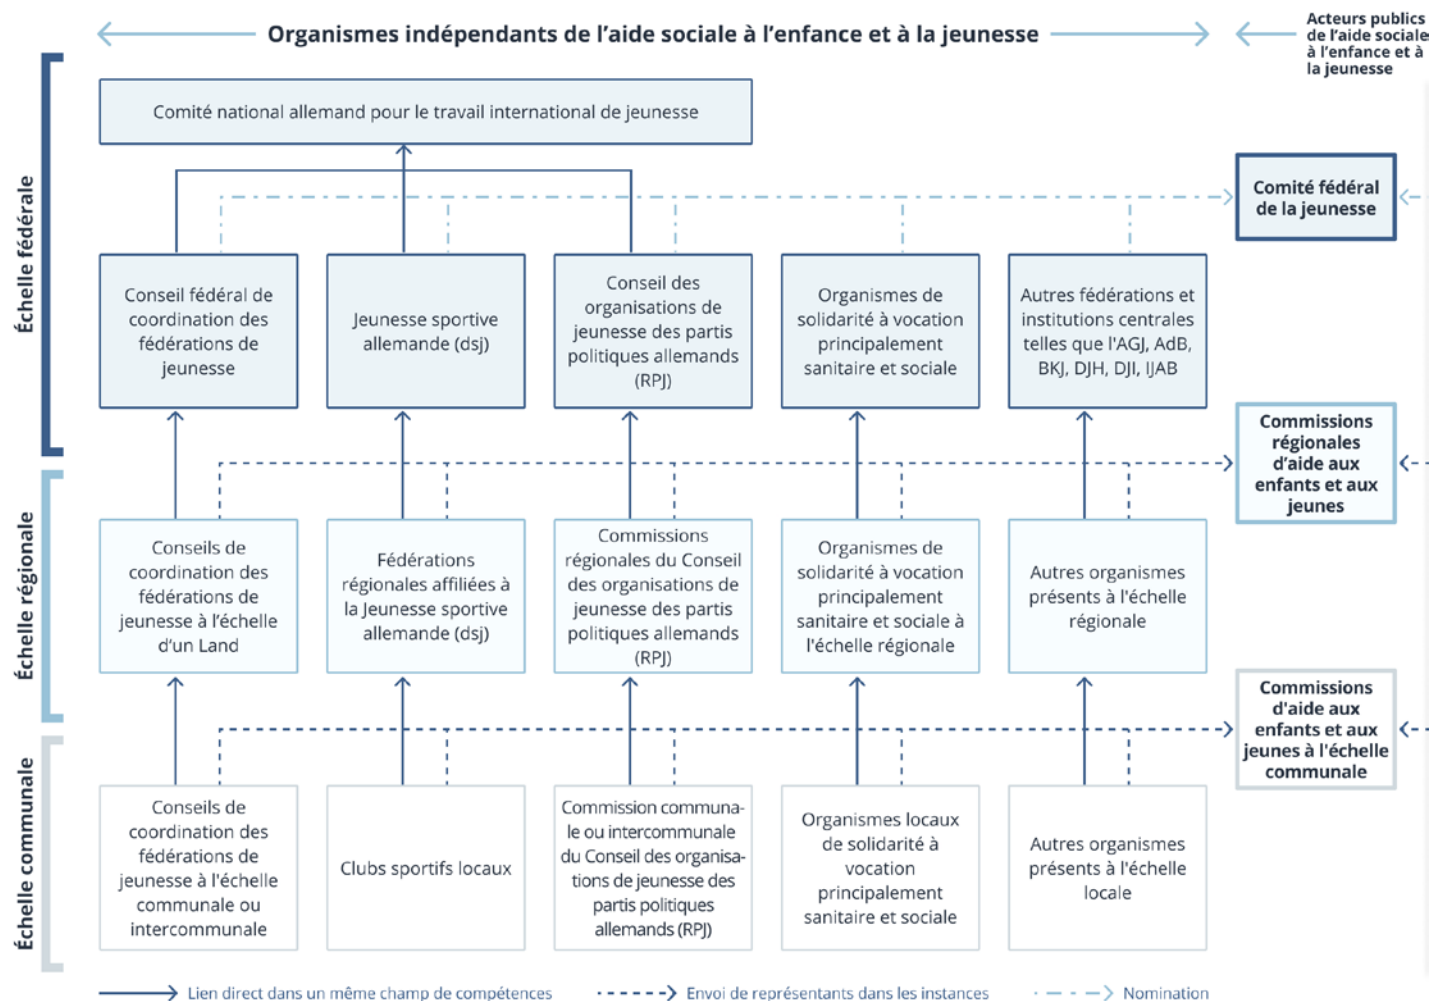 Organismes indépendants de l’aide sociale à l’enfance et à la jeunesse
Acteurs publics
de l’aide sociale
à l’enfance et à
la jeunesse
Échelle fédérale
Comité national allemand pour le travail international de jeunesse
Comité fédéral
de la jeunesse
Conseil fédéral de
coordination des
fédérations de
jeunesse
Jeunesse sportive
allemande (dsj)
Conseil des
organisations de
jeunesse des partis
politiques allemands
(RPJ)
Organismes de
solidarité à vocation
principalement
sanitaire et sociale
Autres fédérations et
institutions centrales
telles que l'AGJ, AdB,
BKJ, DJH, DJI, IJAB
Commissions
régionales
d’aide aux
enfants et aux
jeunes
Échelle régionale
Conseils de
coordination des
fédérations de
jeunesse à l’échelle
d’un Land
Fédérations
régionales affiliées à
la Jeunesse sportive
allemande (dsj)
Commissions
régionales du Conseil
des organisations de
jeunesse des partis
politiques allemands
(RPJ)
Organismes de
solidarité à vocation
principalement
sanitaire et sociale à
l'échelle régionale
Autres organismes
présents à l'échelle
régionale
Commissions
d'aide aux
enfants et aux
jeunes à l'échelle
communale
Échelle communale
Conseils de
coordination des
fédérations de
jeunesse à l'échelle
communale ou
intercommunale
Clubs sportifs locaux
Commission communa-
le ou intercommunale
du Conseil des organisa-
tions de jeunesse des
partis politiques
allemands (RPJ)
Organismes locaux
de solidarité à
vocation
principalement
sanitaire et sociale
Autres organismes
présents à l'échelle
locale
Lien direct dans un même champ de compétences
Envoi de représentants dans les instances
Nomination